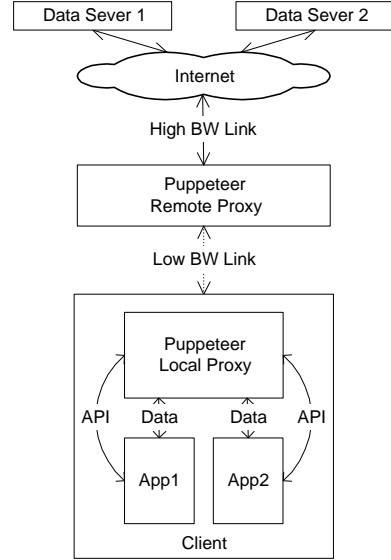 Data Sever 1
Data Sever 2
Internet
High BW Link
Puppeteer
Remote Proxy
Low BW Link
Puppeteer
Local Proxy
API
Data
Data
API
App1
App2
Client